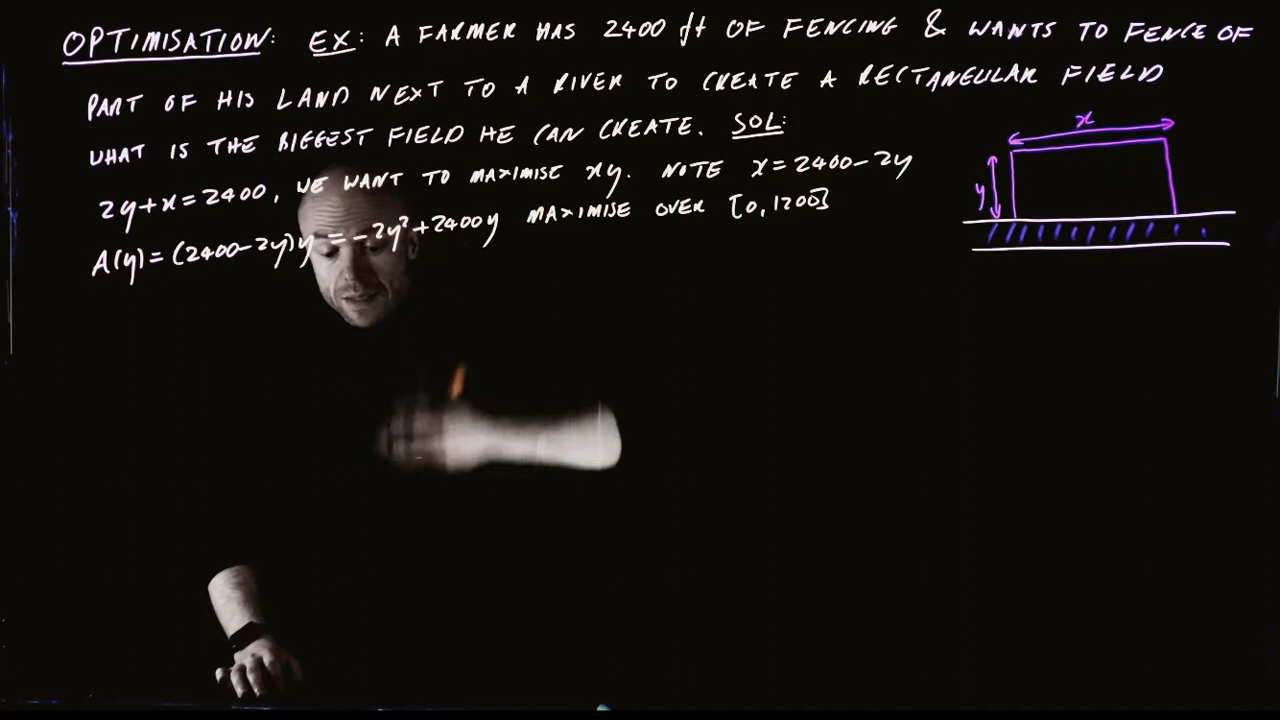 OPTIMISATION: EX: A FARMER HAS 2400 ft OF FENCING & WANTS TO FENCE OF
PART OF HIS LAND NEXT TO A RIVER TO CREATE A RECTANGULAR FIELD
WHAT IS THE BIGGEST FIELD HE CAN CREATE. SOL:
2y+x=2400, WE WANT TO MAXIMISE xy. NOTE x=2400-2y
A(y)=(2400-2y)y=-2y²+2400y MAXIMISE OVER [0,1200]
x
y